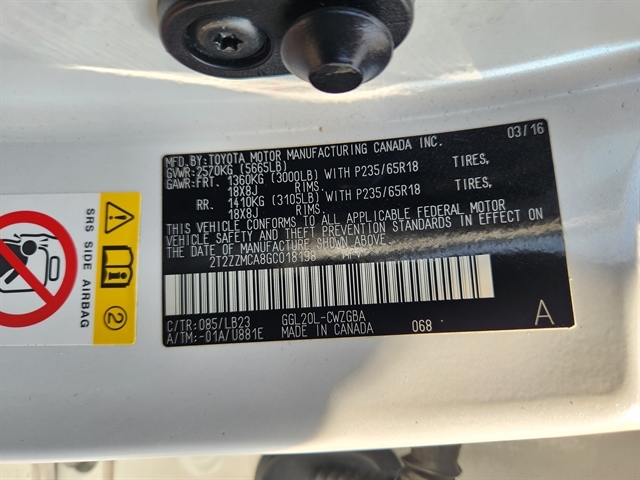 MFD.BY:TOYOTA MOTOR MANUFACTURING CANADA INC. 03/16
GVWR:2570KG (5665LB)
GAWR:FRT. 1360KG (3000LB) WITH P235/65R18 TIRES,
18X8J RIMS.
RR. 1410KG (3105LB) WITH P235/65R18 TIRES,
18X8J RIMS.
THIS VEHICLE CONFORMS TO ALL APPLICABLE FEDERAL MOTOR
VEHICLE SAFETY AND THEFT PREVENTION STANDARDS IN EFFECT ON
THE DATE OF MANUFACTURE SHOWN ABOVE.
2T2ZZMCA8GC018198 MPV
C/TR:085/LB23 GGL20L-CWZGBA
A/TM:-01A/U881E MADE IN CANADA 068 A
SRS SIDE AIRBAG
2